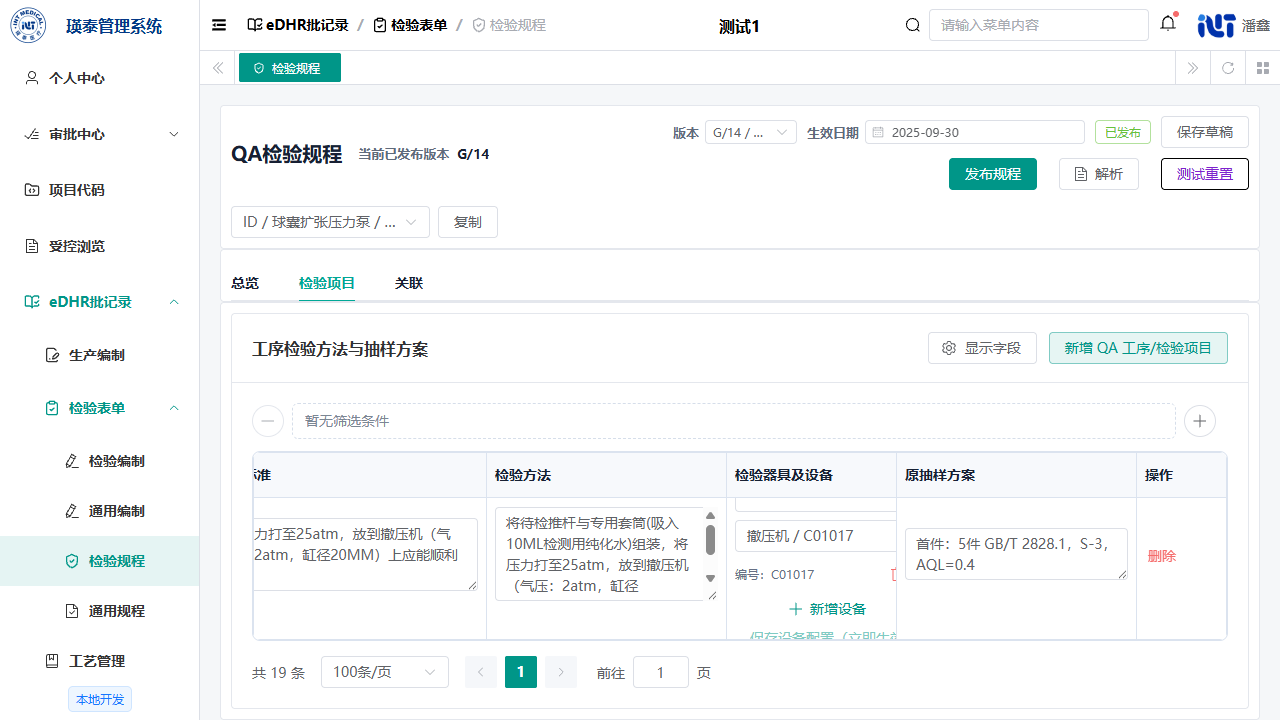 瑛泰管理系统
eDHR批记录 / 检验表单 / 检验规程
测试1
请输入菜单内容
潘鑫
个人中心
审批中心
项目代码
受控浏览
eDHR批记录
生产编制
检验表单
检验编制
通用编制
检验规程
通用规程
工艺管理
本地开发
检验规程
QA检验规程
当前已发布版本 G/14
版本 G/14 / ...
生效日期 2025-09-30
已发布
保存草稿
发布规程
解析
测试重置
ID / 球囊扩张压力泵 / ...
复制
总览
检验项目
关联
工序检验方法与抽样方案
显示字段
新增 QA 工序/检验项目
暂无筛选条件
准
检验方法
检验器具及设备
原抽样方案
操作
力打至25atm，放到撤压机（气
2atm，缸径20MM）上应能顺利
将待检推杆与专用套筒(吸入
10ML检测用纯化水)组装，将
压力打至25atm，放到撤压机
（气压：2atm，缸径
撤压机 / C01017
编号：C01017
新增设备
保存设备配置（立即生效
首件：5件 GB/T 2828.1，S-3，
AQL=0.4
删除
共 19 条
100条/页
1
前往 1 页